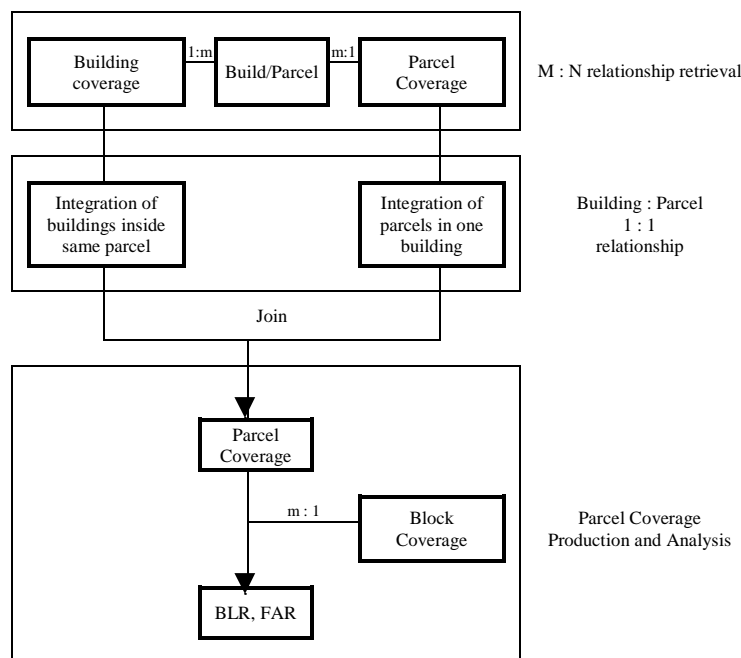 Building
coverage
1:m
Build/Parcel
m:1
Parcel
Coverage
M : N relationship retrieval
Integration of
buildings inside
same parcel
Integration of
parcels in one
building
Building : Parcel
1 : 1
relationship
Join
Parcel
Coverage
m : 1
Block
Coverage
Parcel Coverage
Production and Analysis
BLR, FAR